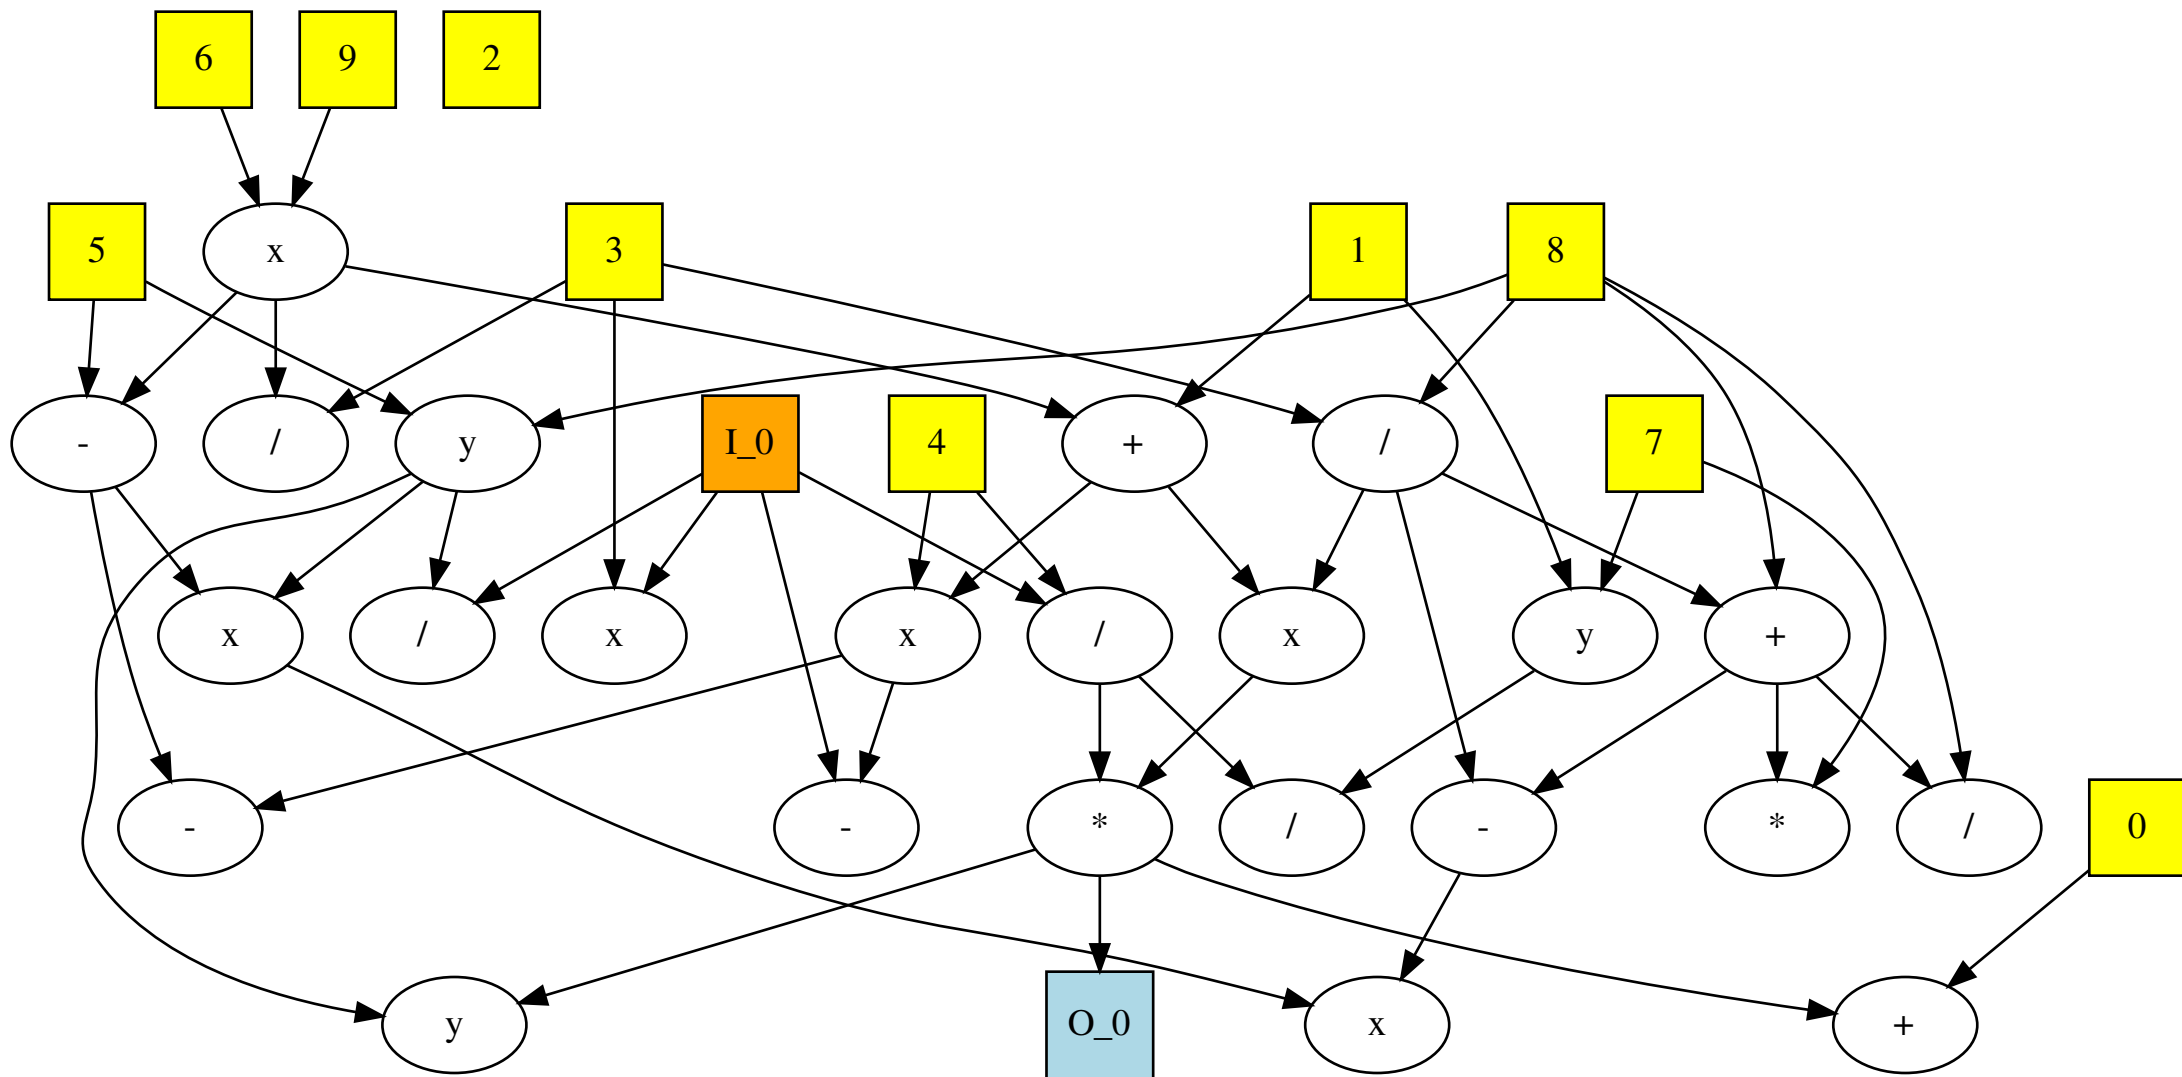 6 9 2
5 x 3 1 8
- / y I_0 4 + / 7
x / x x / x y +
- - * / - * / 0
y O_0 x +